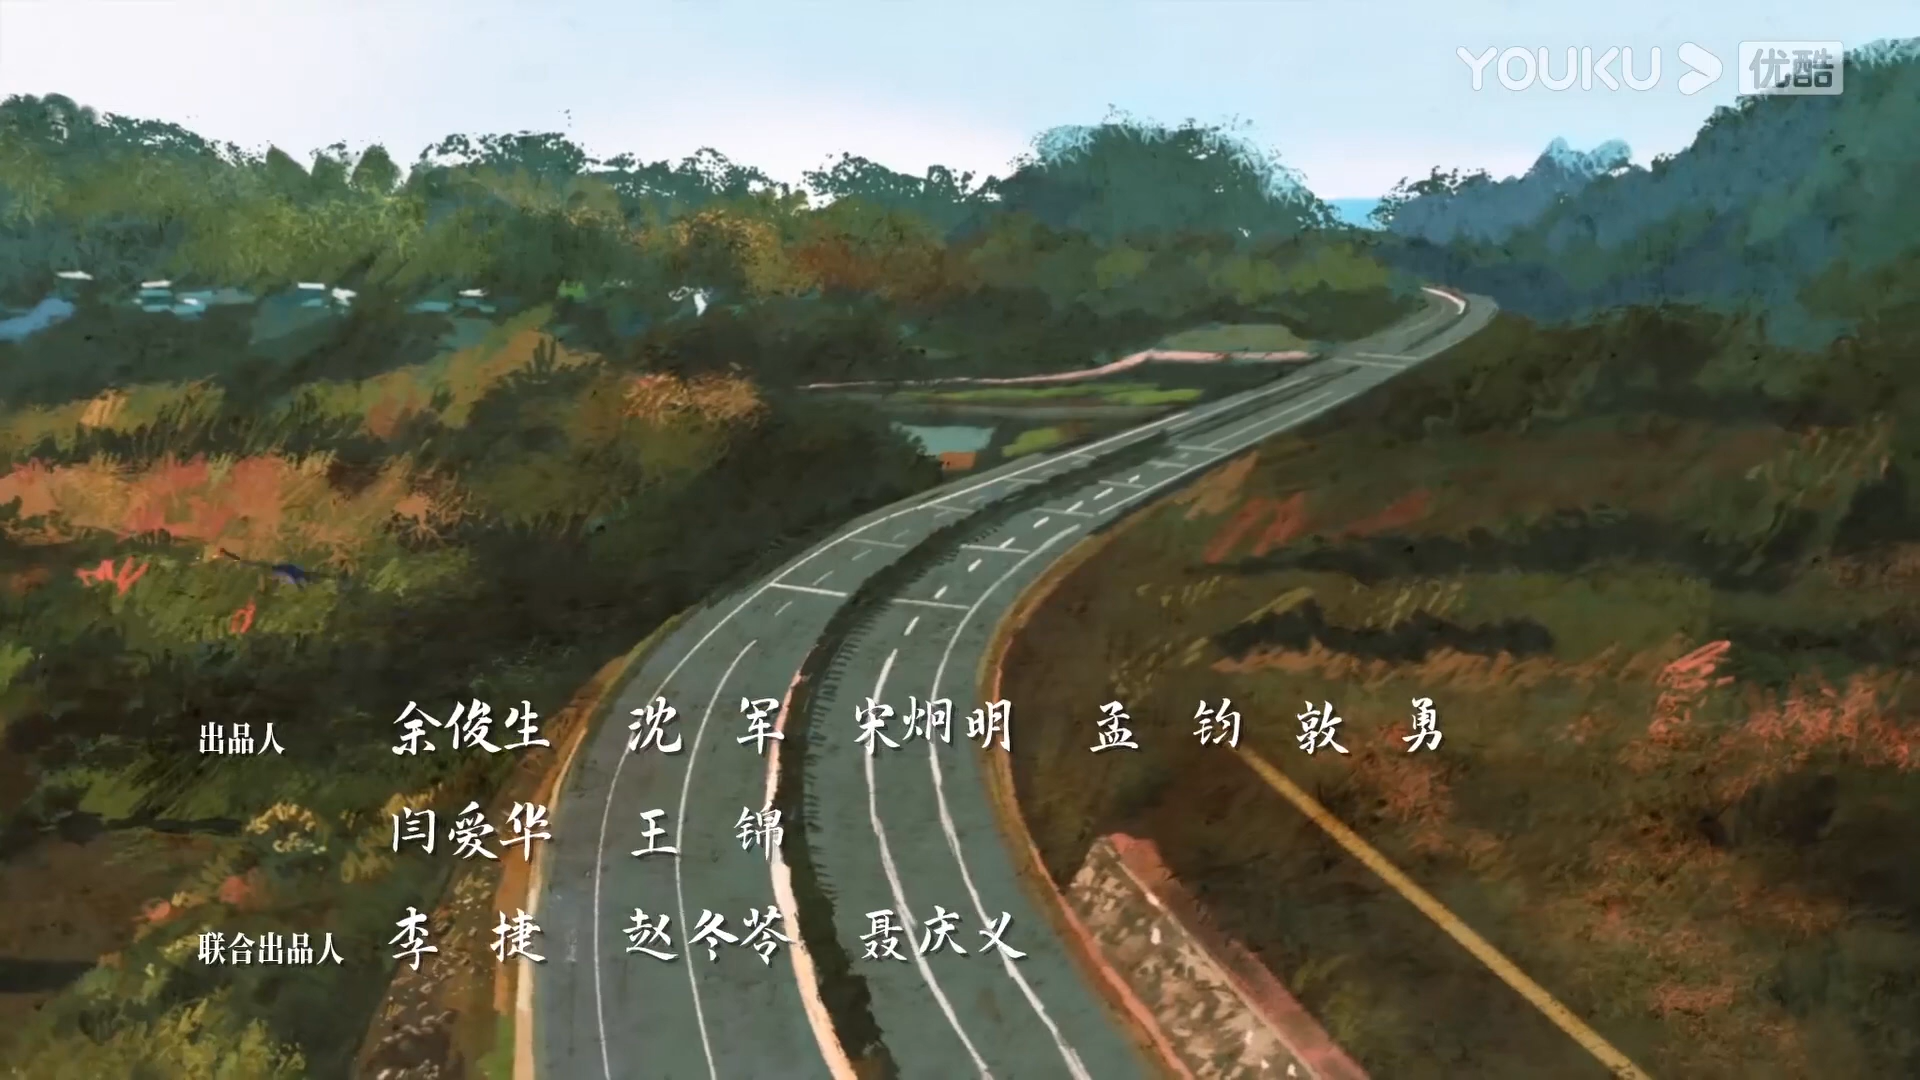 YOUKU 优酷
出品人 余俊生 沈军 宋炯明 孟钧 敦勇
闫爱华 王锦
联合出品人 李捷 赵冬苓 聂庆义